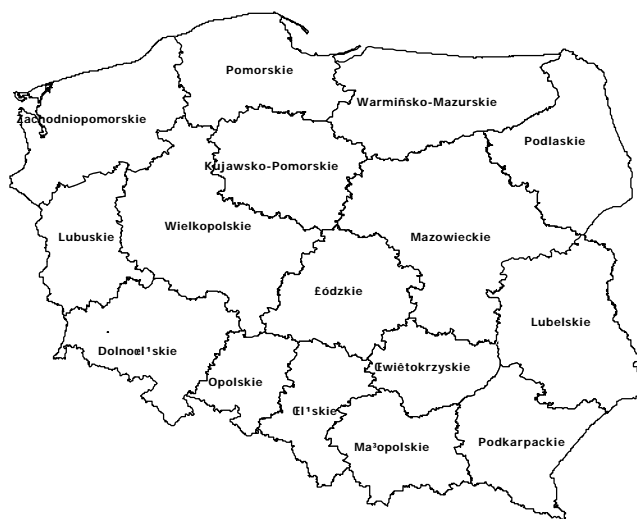 Pomorskie
Warmiñsko-Mazurskie
Zachodniopomorskie
Podlaskie
Kujawsko-Pomorskie
Wielkopolskie
Lubuskie
Mazowieckie
£ódzkie
Lubelskie
Dolnoœl¹skie
Œwiêtokrzyskie
Opolskie
Œl¹skie
Ma³opolskie
Podkarpackie